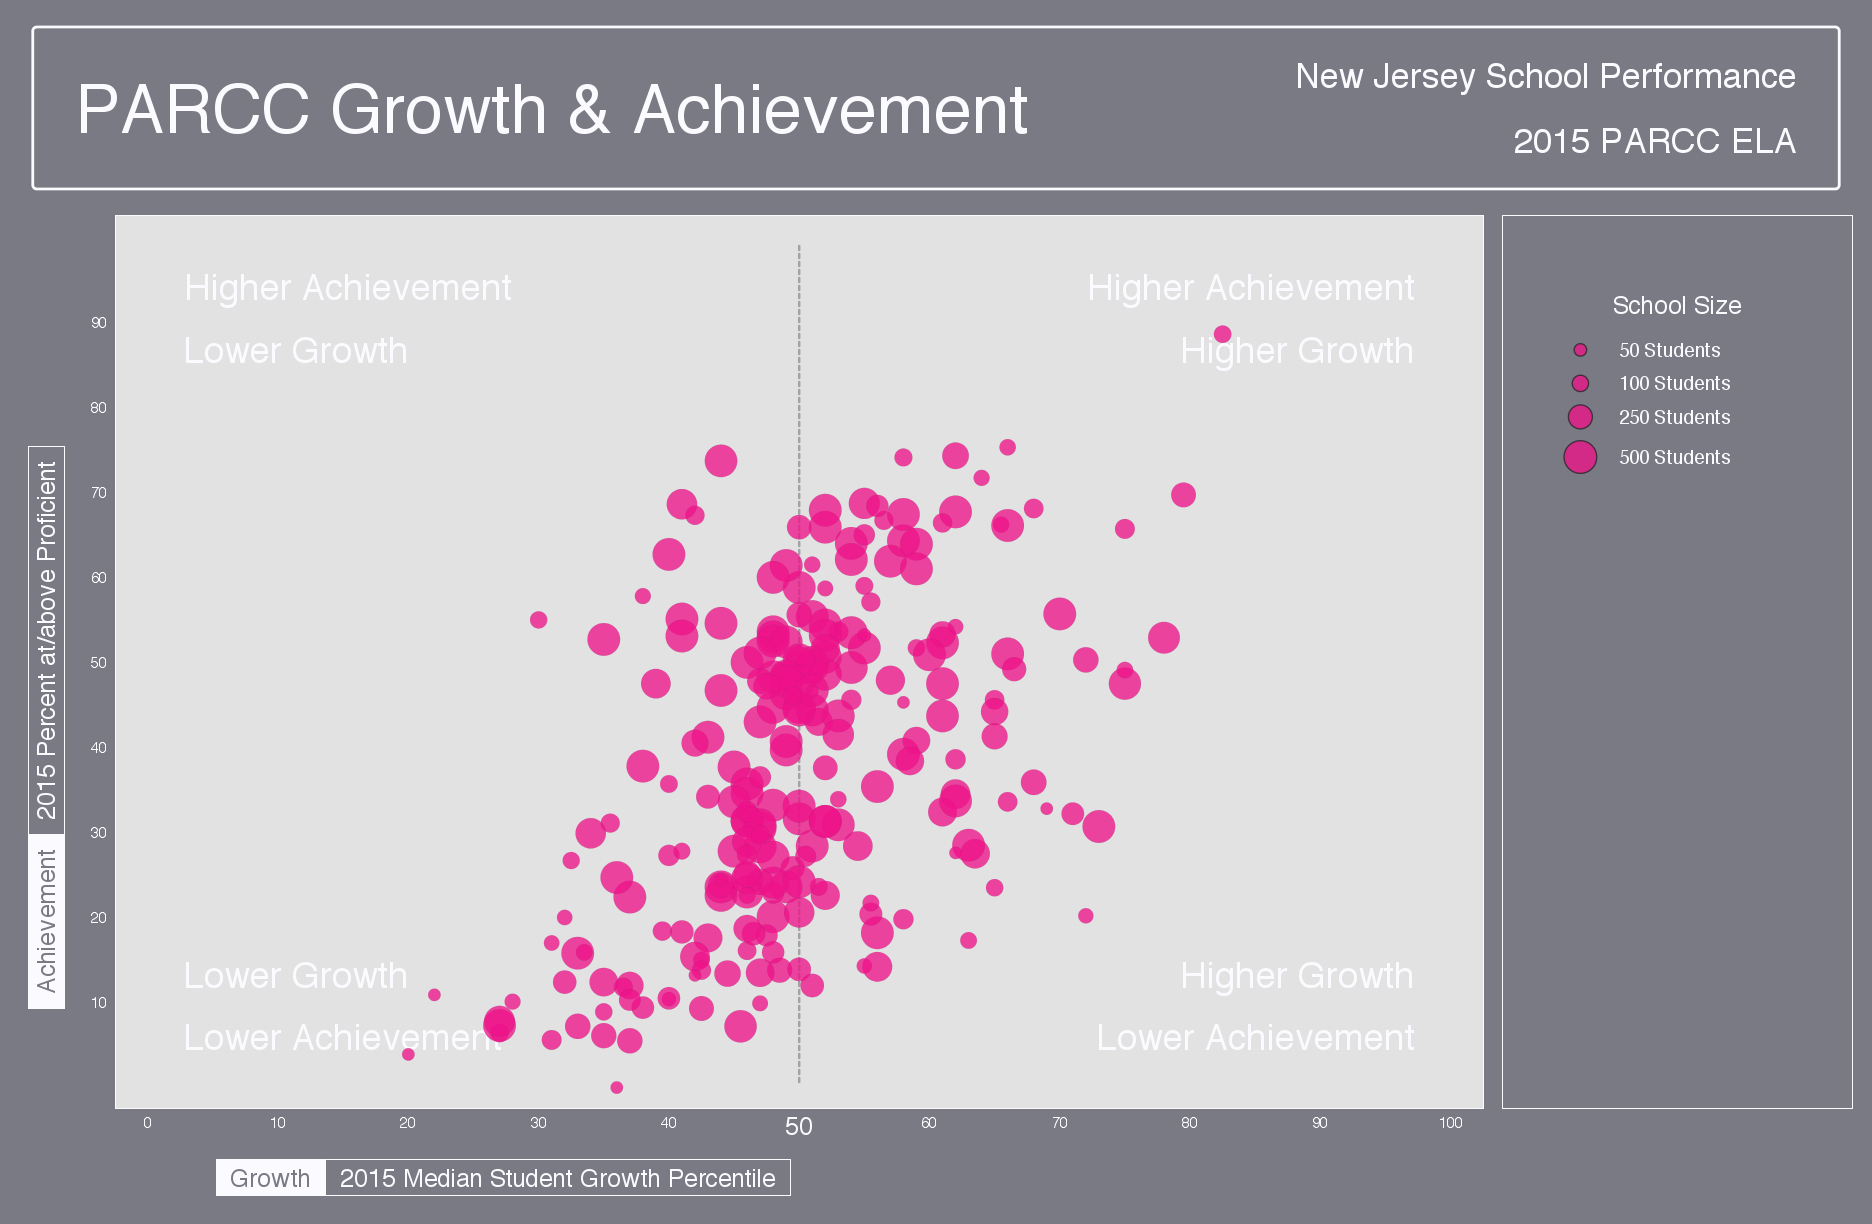 PARCC Growth & Achievement
New Jersey School Performance
2015 PARCC ELA
Higher Achievement
Lower Growth
Higher Achievement
Higher Growth
Lower Growth
Lower Achievement
Higher Growth
Lower Achievement
90
80
70
60
50
40
30
20
10
2015 Percent at/above Proficient
Achievement
0 10 20 30 40 50 60 70 80 90 100
Growth 2015 Median Student Growth Percentile
School Size
50 Students
100 Students
250 Students
500 Students